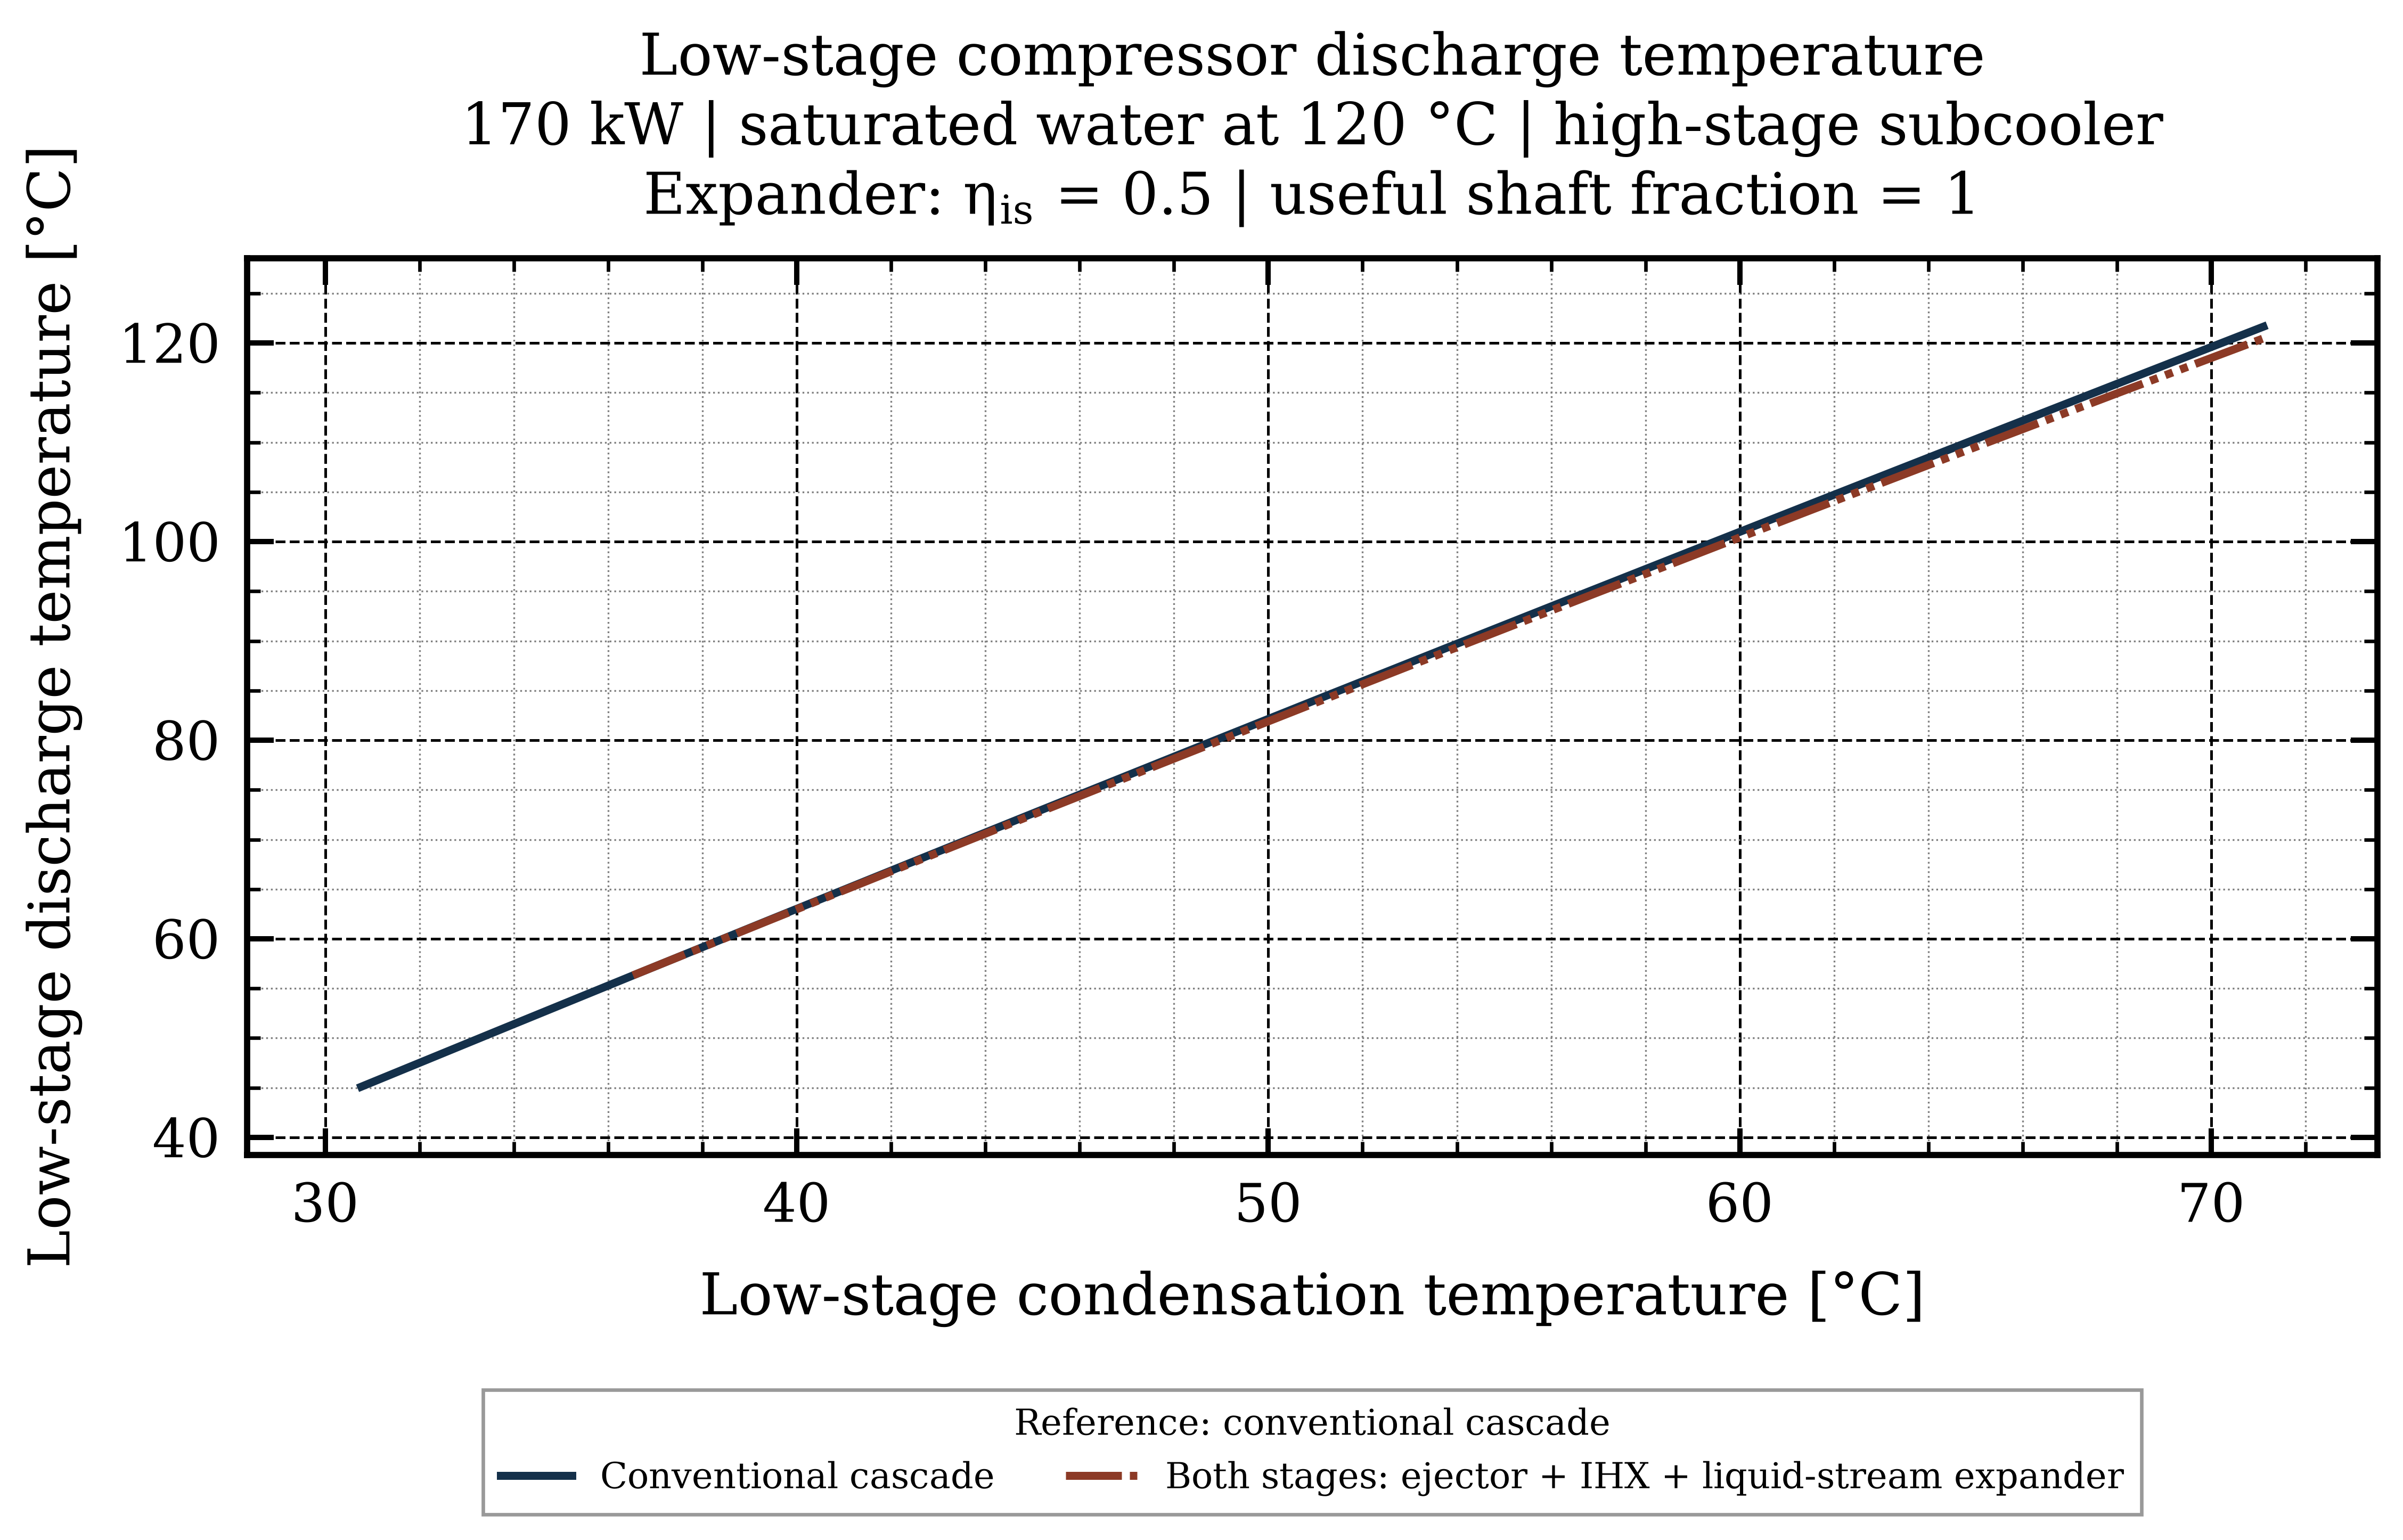 Low-stage compressor discharge temperature
170 kW | saturated water at 120 °C | high-stage subcooler
Expander: ηis = 0.5 | useful shaft fraction = 1
Low-stage discharge temperature [°C]
120
100
80
60
40
30 40 50 60 70
Low-stage condensation temperature [°C]
Reference: conventional cascade
Conventional cascade Both stages: ejector + IHX + liquid-stream expander